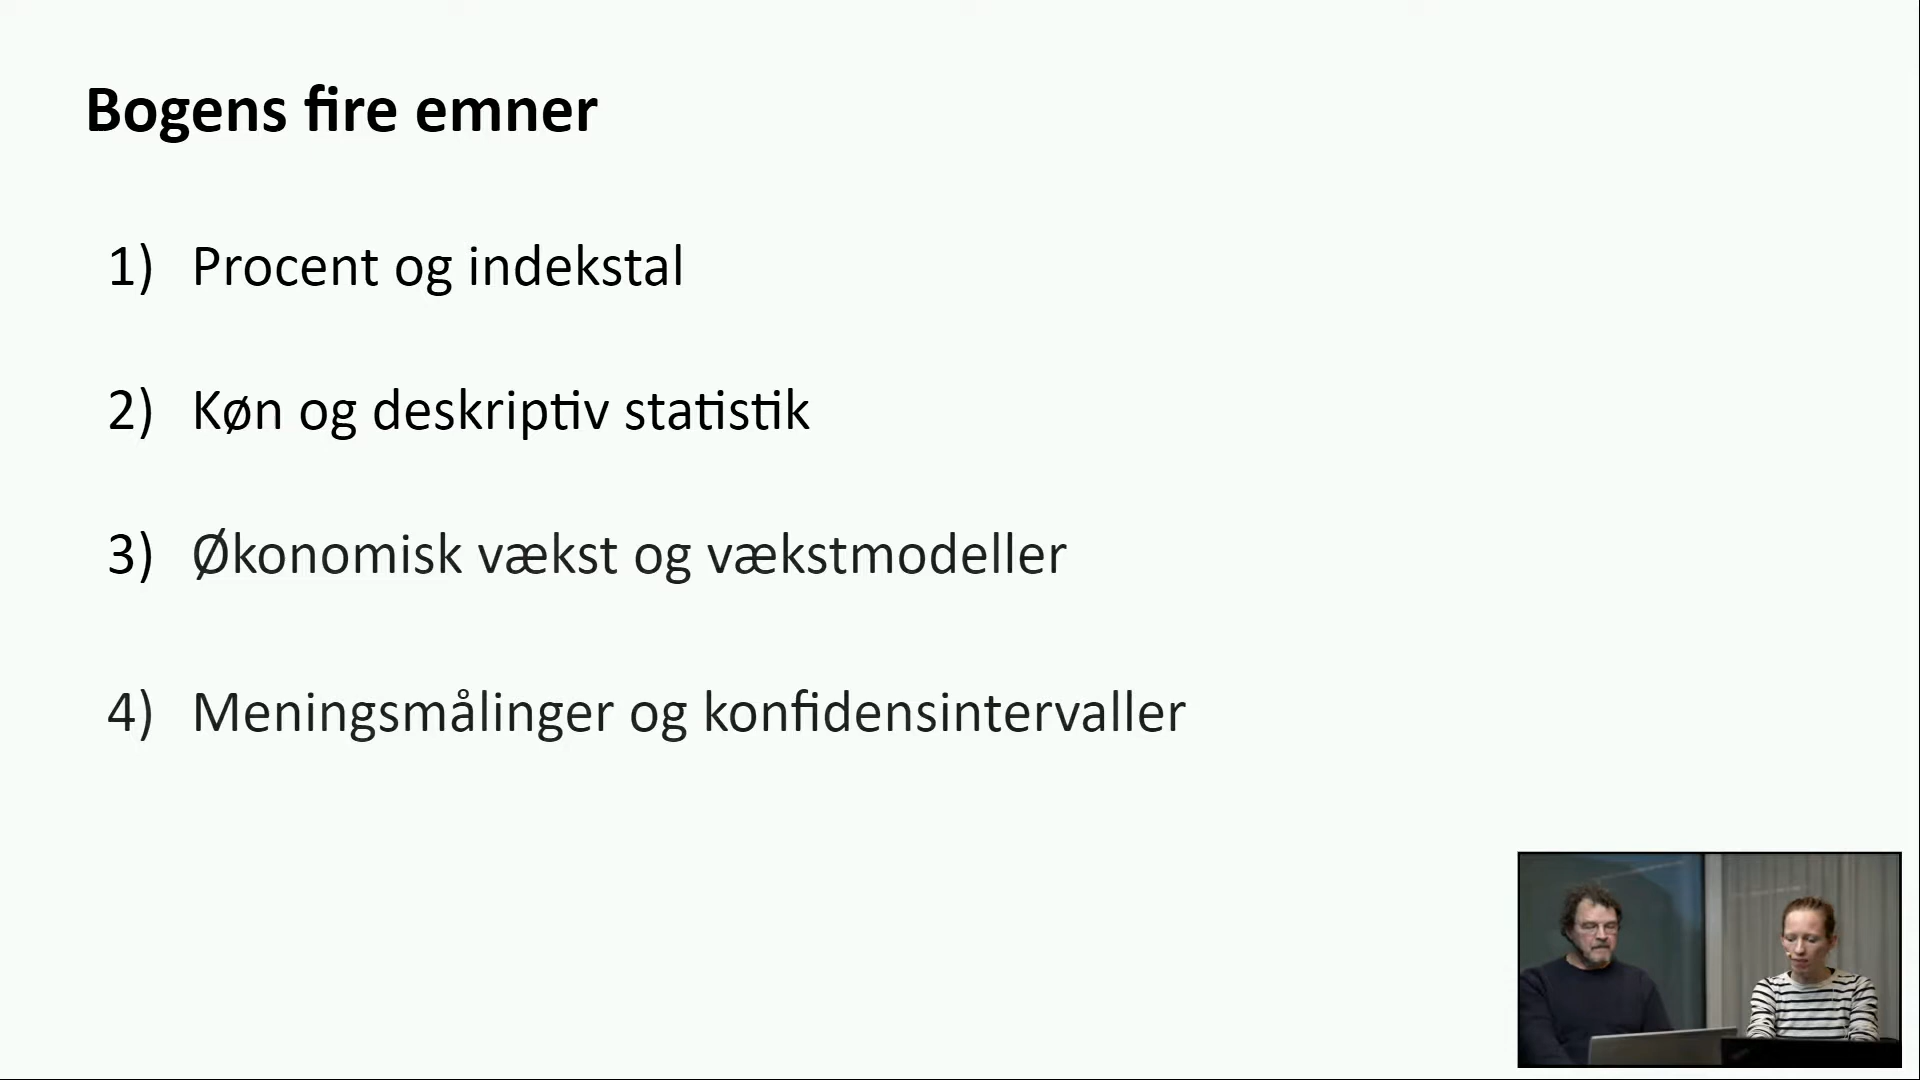 Bogens fire emner
1) Procent og indekstal
2) Køn og deskriptiv statistik
3) Økonomisk vækst og vækstmodeller
4) Meningsmålinger og konfidensintervaller